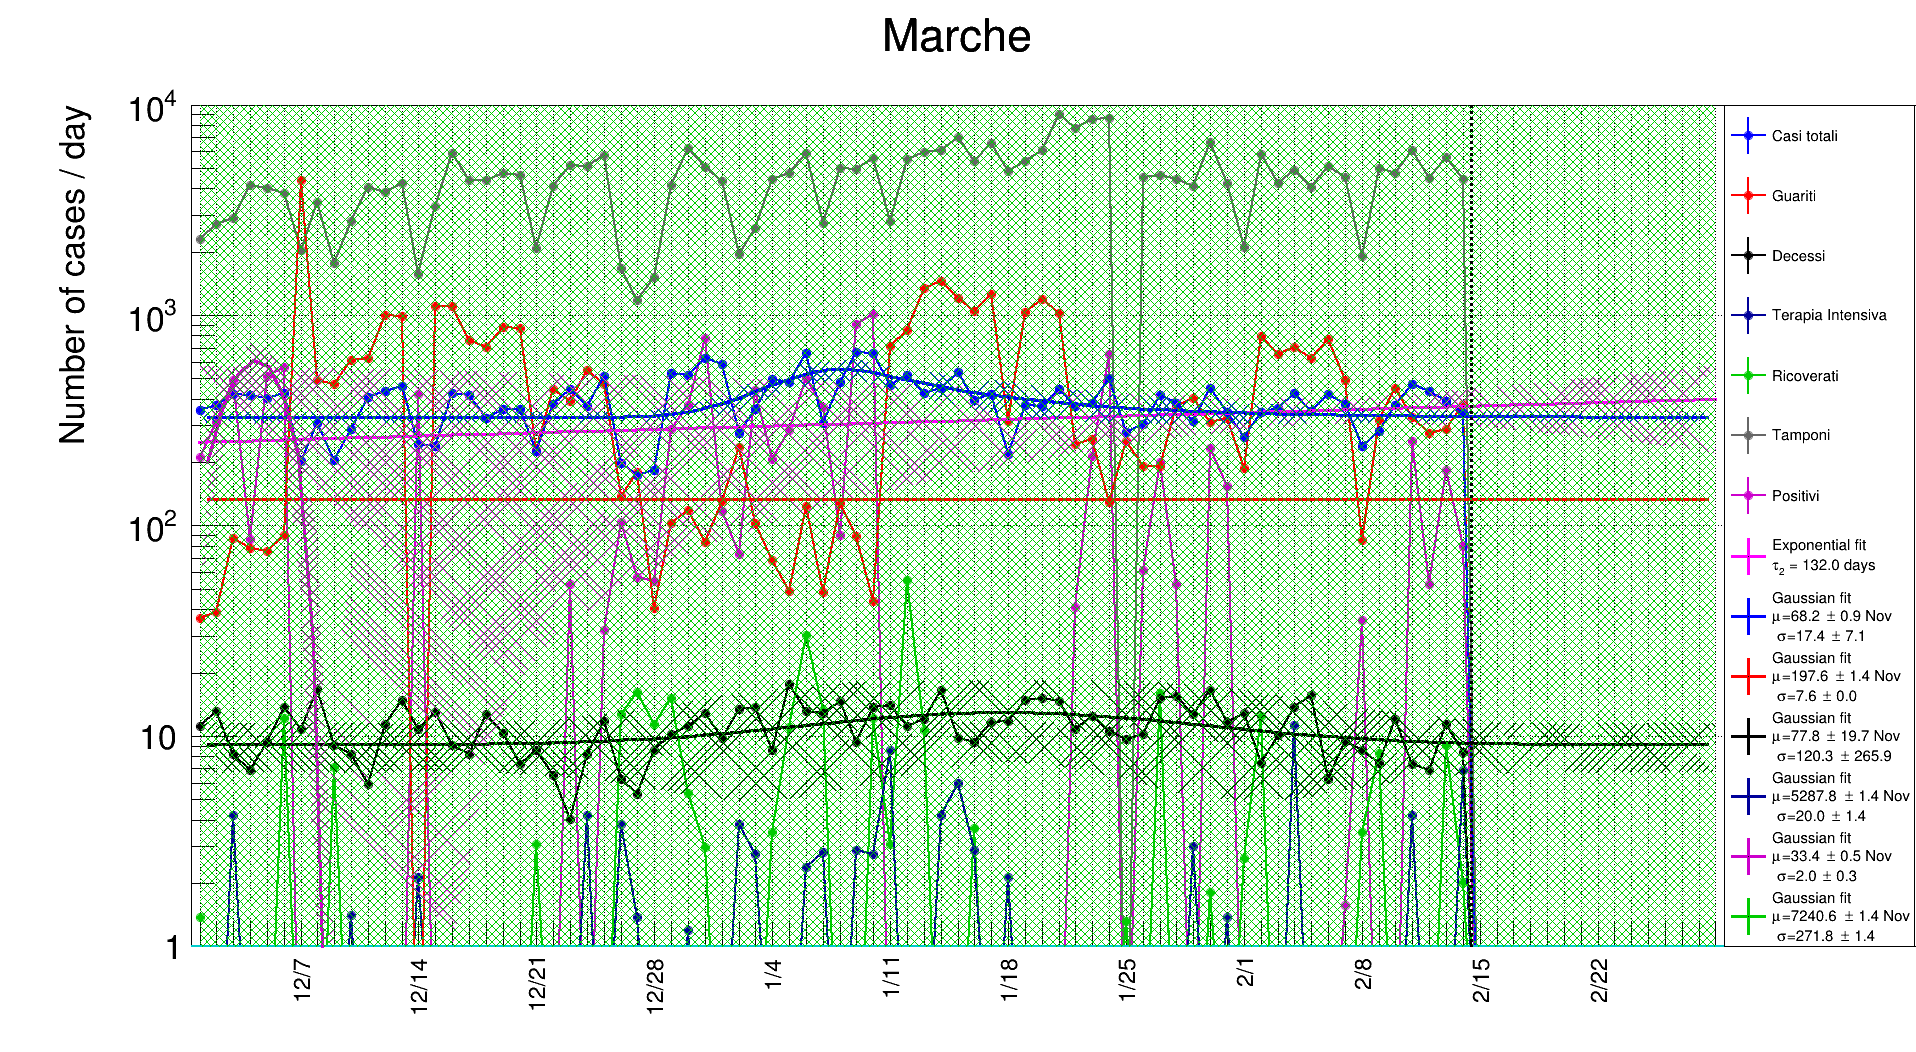 Marche
Number of cases / day
10^4
10^3
10^2
10
1
12/7
12/14
12/21
12/28
1/4
1/11
1/18
1/25
2/1
2/8
2/15
2/22
Casi totali
Guariti
Decessi
Terapia Intensiva
Ricoverati
Tamponi
Positivi
Exponential fit
τ₂ = 132.0 days
Gaussian fit
μ=68.2 ± 0.9 Nov
σ=17.4 ± 7.1
Gaussian fit
μ=197.6 ± 1.4 Nov
σ=7.6 ± 0.0
Gaussian fit
μ=77.8 ± 19.7 Nov
σ=120.3 ± 265.9
Gaussian fit
μ=5287.8 ± 1.4 Nov
σ=20.0 ± 1.4
Gaussian fit
μ=33.4 ± 0.5 Nov
σ=2.0 ± 0.3
Gaussian fit
μ=7240.6 ± 1.4 Nov
σ=271.8 ± 1.4